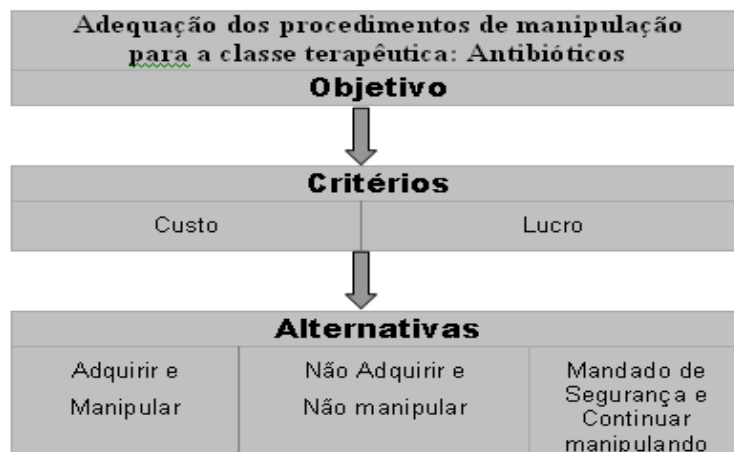 Adequação dos procedimentos de manipulação
para a classe terapêutica: Antibióticos
Objetivo
Critérios
Custo
Lucro
Alternativas
Adquirir e
Manipular
Não Adquirir e
Não manipular
Mandado de
Segurança e
Continuar
manipulando